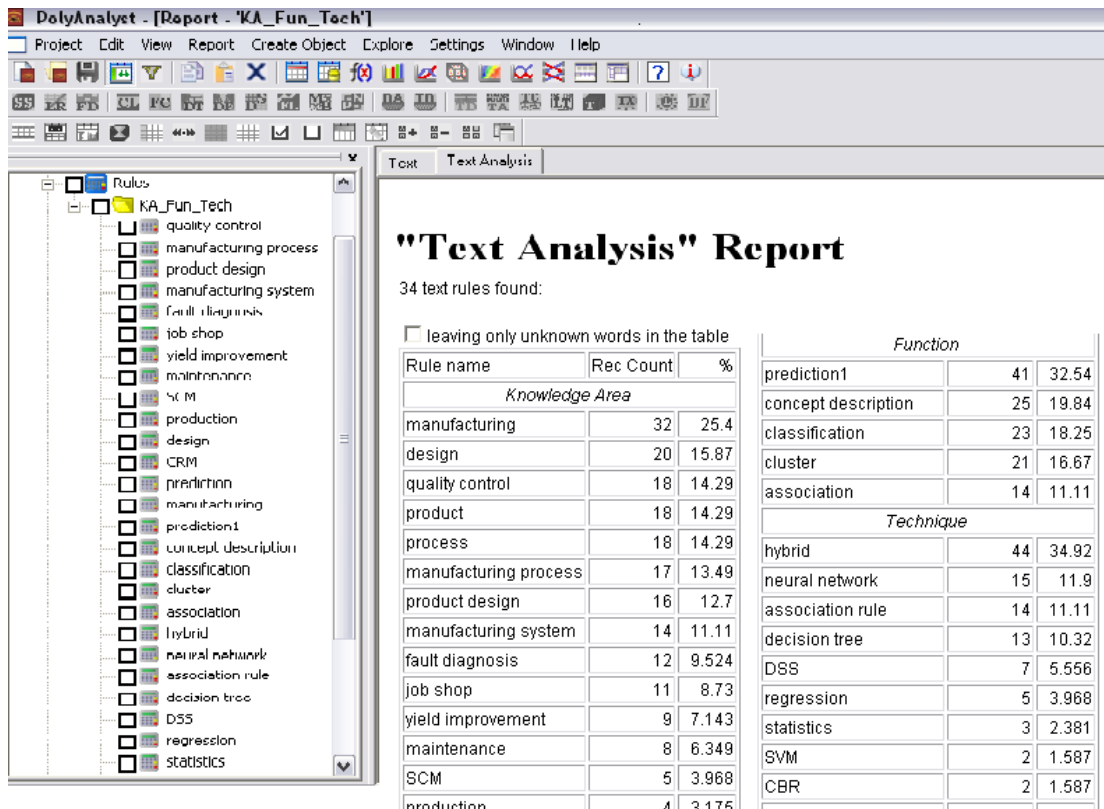 PolyAnalyst - [Report - 'KA_Fun_Tech']
Project Edit View Report Create Object Explore Settings Window Help
Text Text Analysis
Rules
KA_Fun_Tech
quality control
manufacturing process
product design
manufacturing system
fault diagnosis
job shop
yield improvement
maintenance
SCM
production
design
CRM
prediction
manufacturing
prediction1
concept description
classification
cluster
association
hybrid
neural network
association rule
decision tree
DSS
regression
statistics
"Text Analysis" Report
34 text rules found:
leaving only unknown words in the table
Rule name Rec Count %
Knowledge Area
manufacturing 32 25.4
design 20 15.87
quality control 18 14.29
product 18 14.29
process 18 14.29
manufacturing process 17 13.49
product design 16 12.7
manufacturing system 14 11.11
fault diagnosis 12 9.524
job shop 11 8.73
yield improvement 9 7.143
maintenance 8 6.349
SCM 5 3.968
production 4 3.175
Function
prediction1 41 32.54
concept description 25 19.84
classification 23 18.25
cluster 21 16.67
association 14 11.11
Technique
hybrid 44 34.92
neural network 15 11.9
association rule 14 11.11
decision tree 13 10.32
DSS 7 5.556
regression 5 3.968
statistics 3 2.381
SVM 2 1.587
CBR 2 1.587